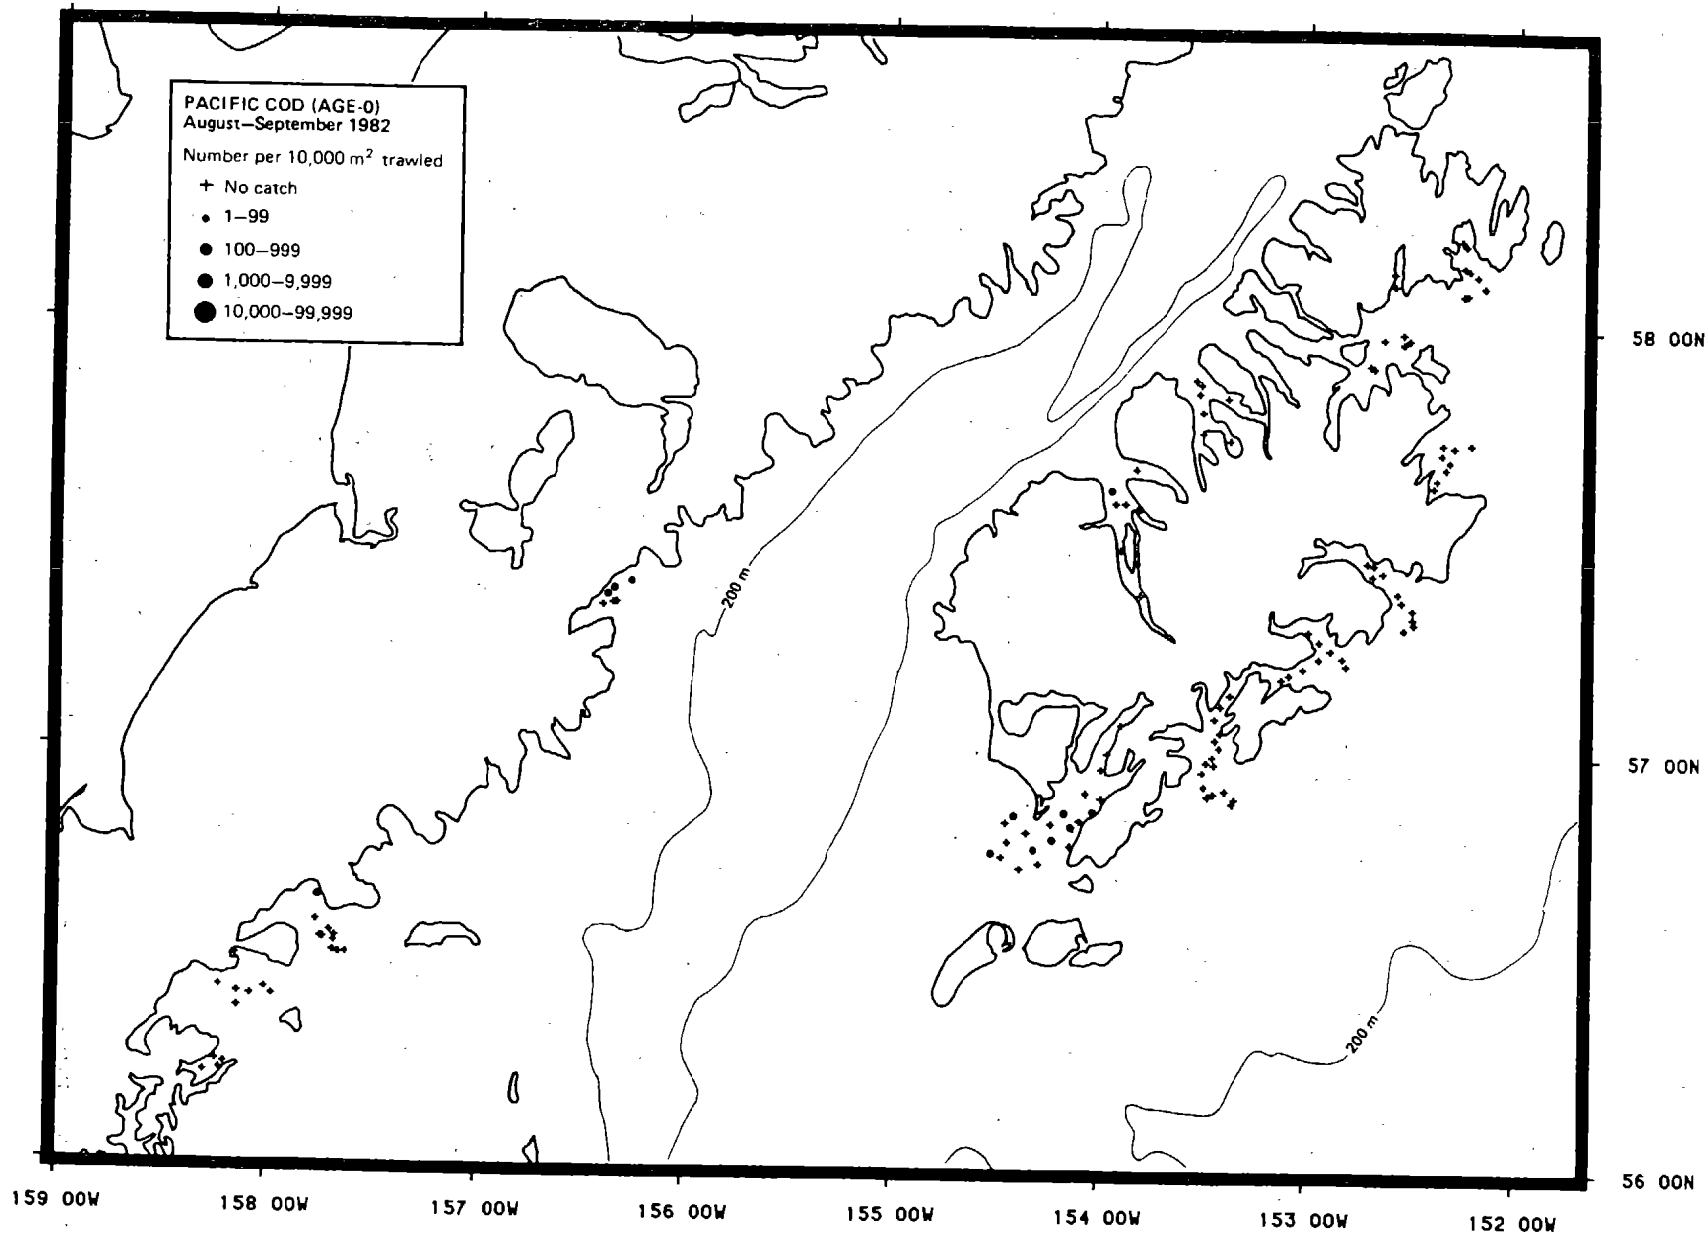 PACIFIC COD (AGE-0)
August—September 1982
Number per 10,000 m² trawled
+ No catch
• 1—99
● 100—999
● 1,000—9,999
● 10,000—99,999
200 m
200 m
58 00N
57 00N
56 00N
159 00W
158 00W
157 00W
156 00W
155 00W
154 00W
153 00W
152 00W